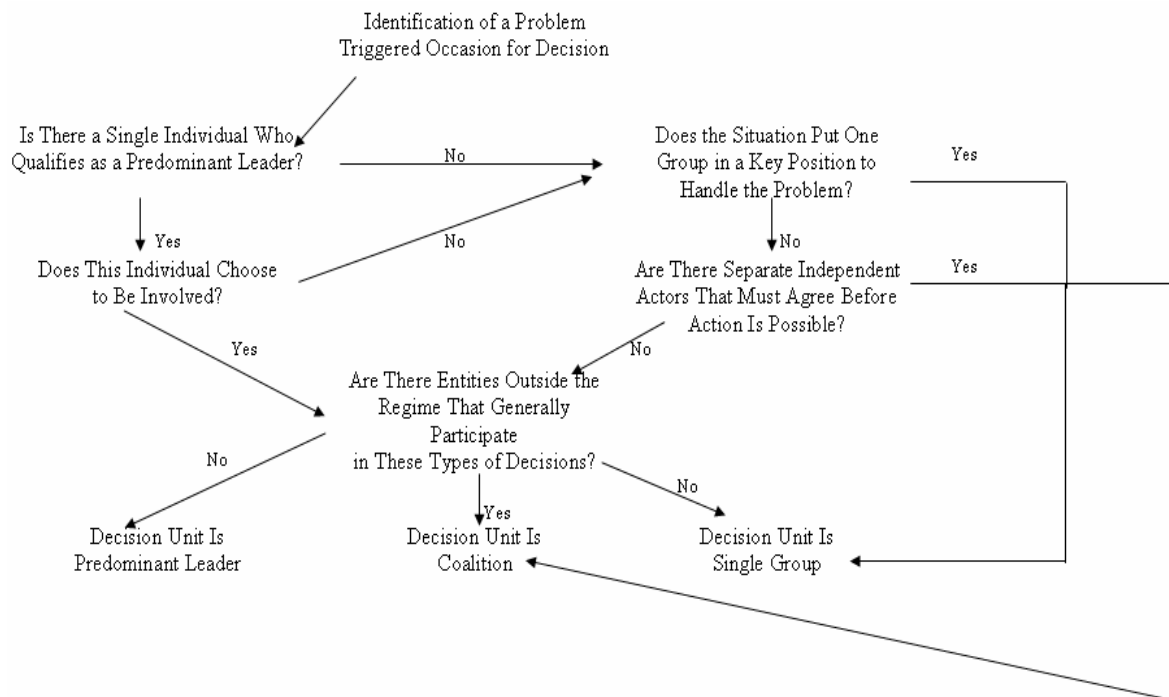 Identification of a Problem
Triggered Occasion for Decision
Is There a Single Individual Who
Qualifies as a Predominant Leader?
No
Does the Situation Put One
Group in a Key Position to
Handle the Problem?
Yes
Yes
No
No
Does This Individual Choose
to Be Involved?
Are There Separate Independent
Actors That Must Agree Before
Action Is Possible?
Yes
Yes
No
Are There Entities Outside the
Regime That Generally
Participate
in These Types of Decisions?
No
Yes
No
Decision Unit Is
Predominant Leader
Decision Unit Is
Coalition
Decision Unit Is
Single Group